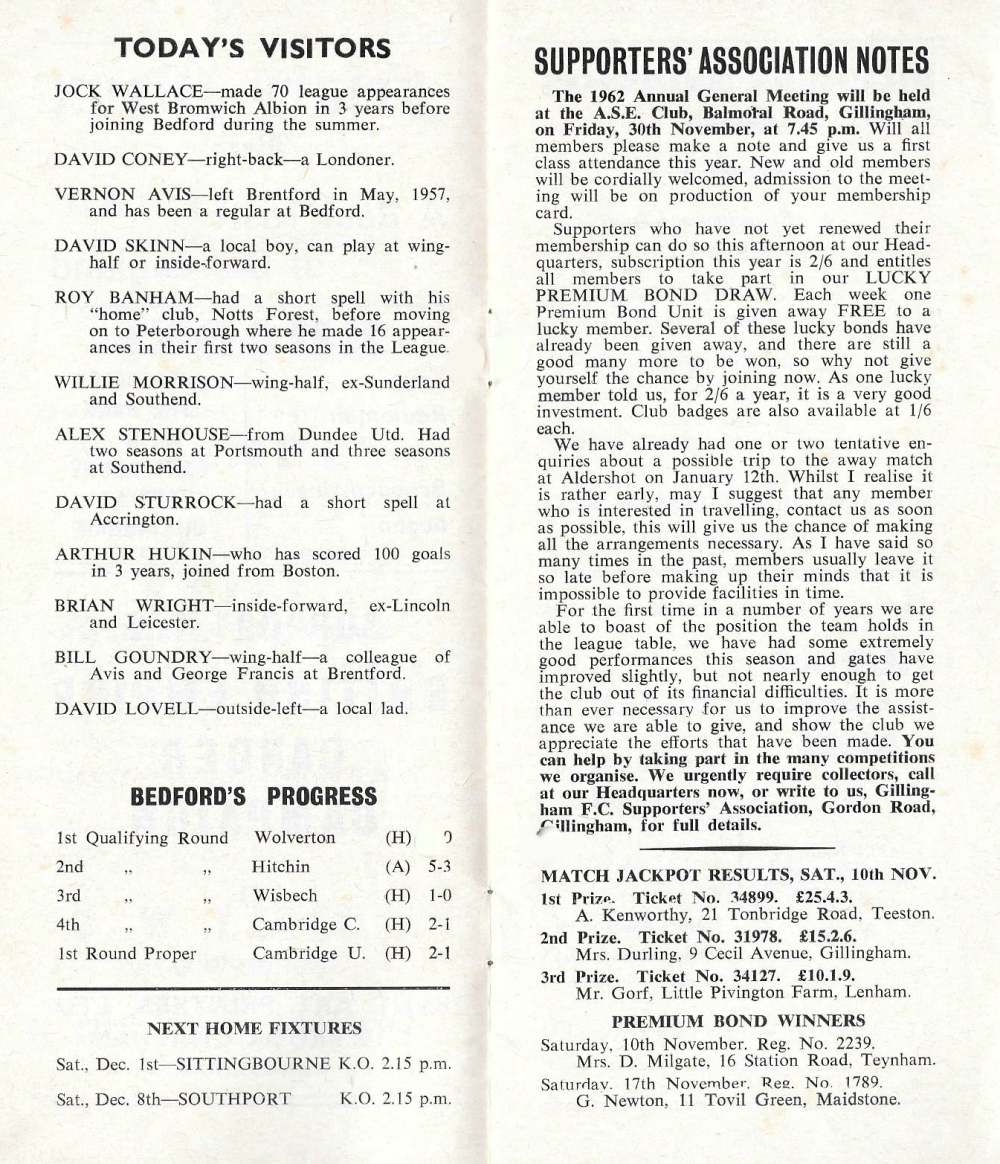 TODAY'S VISITORS
JOCK WALLACE—made 70 league appearances
for West Bromwich Albion in 3 years before
joining Bedford during the summer.
DAVID CONEY—right-back—a Londoner.
VERNON AVIS—left Brentford in May, 1957,
and has been a regular at Bedford.
DAVID SKINN—a local boy, can play at wing-
half or inside-forward.
ROY BANHAM—had a short spell with his
"home" club, Notts Forest, before moving
on to Peterborough where he made 16 appear-
ances in their first two seasons in the League.
WILLIE MORRISON—wing-half, ex-Sunderland
and Southend.
ALEX STENHOUSE—from Dundee Utd. Had
two seasons at Portsmouth and three seasons
at Southend.
DAVID STURROCK—had a short spell at
Accrington.
ARTHUR HUKIN—who has scored 100 goals
in 3 years, joined from Boston.
BRIAN WRIGHT—inside-forward, ex-Lincoln
and Leicester.
BILL GOUNDRY—wing-half—a colleague of
Avis and George Francis at Brentford.
DAVID LOVELL—outside-left—a local lad.
BEDFORD'S PROGRESS
1st Qualifying Round Wolverton (H)
2nd ,, ,, Hitchin (A) 5-3
3rd ,, ,, Wisbech (H) 1-0
4th ,, ,, Cambridge C. (H) 2-1
1st Round Proper Cambridge U. (H) 2-1
NEXT HOME FIXTURES
Sat., Dec. 1st—SITTINGBOURNE K.O. 2.15 p.m.
Sat., Dec. 8th—SOUTHPORT K.O. 2.15 p.m.
SUPPORTERS' ASSOCIATION NOTES
The 1962 Annual General Meeting will be held
at the A.S.E. Club, Balmoral Road, Gillingham,
on Friday, 30th November, at 7.45 p.m. Will all
members please make a note and give us a first
class attendance this year. New and old members
will be cordially welcomed, admission to the meet-
ing will be on production of your membership
card.
Supporters who have not yet renewed their
membership can do so this afternoon at our Head-
quarters, subscription this year is 2/6 and entitles
all members to take part in our LUCKY
PREMIUM BOND DRAW. Each week one
Premium Bond Unit is given away FREE to a
lucky member. Several of these lucky bonds have
already been given away, and there are still a
good many more to be won, so why not give
yourself the chance by joining now. As one lucky
member told us, for 2/6 a year, it is a very good
investment. Club badges are also available at 1/6
each.
We have already had one or two tentative en-
quiries about a possible trip to the away match
at Aldershot on January 12th. Whilst I realise it
is rather early, may I suggest that any member
who is interested in travelling, contact us as soon
as possible, this will give us the chance of making
all the arrangements necessary. As I have said so
many times in the past, members usually leave it
so late before making up their minds that it is
impossible to provide facilities in time.
For the first time in a number of years we are
able to boast of the position the team holds in
the league table, we have had some extremely
good performances this season and gates have
improved slightly, but not nearly enough to get
the club out of its financial difficulties. It is more
than ever necessary for us to improve the assist-
ance we are able to give, and show the club we
appreciate the efforts that have been made. You
can help by taking part in the many competitions
we organise. We urgently require collectors, call
at our Headquarters now, or write to us, Gilling-
ham F.C. Supporters' Association, Gordon Road,
Gillingham, for full details.
MATCH JACKPOT RESULTS, SAT., 10th NOV.
1st Prize. Ticket No. 34899. £25.4.3.
A. Kenworthy, 21 Tonbridge Road, Teeston.
2nd Prize. Ticket No. 31978. £15.2.6.
Mrs. Durling, 9 Cecil Avenue, Gillingham.
3rd Prize. Ticket No. 34127. £10.1.9.
Mr. Gorf, Little Pivington Farm, Lenham.
PREMIUM BOND WINNERS
Saturday, 10th November. Reg. No. 2239.
Mrs. D. Milgate, 16 Station Road, Teynham.
Saturday, 17th November. Reg. No. 1789.
G. Newton, 11 Tovil Green, Maidstone.